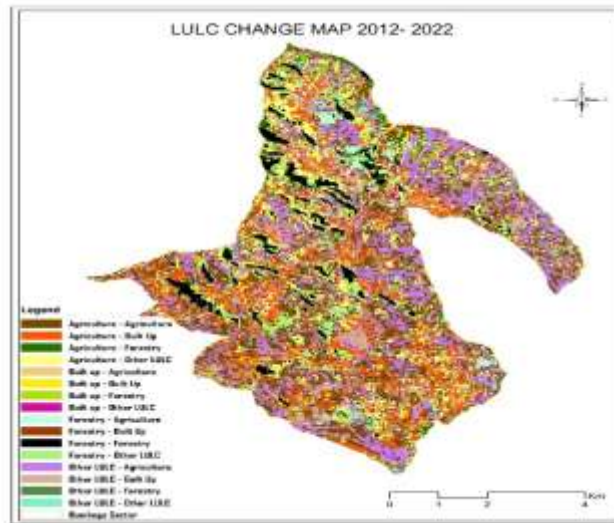 LULC CHANGE MAP 2012- 2022
Legend
Agriculture - Agriculture
Agriculture - Built Up
Agriculture - Forestry
Agriculture - Other LULC
Built up - Agriculture
Built up - Built Up
Built up - Forestry
Built up - Other LULC
Forestry - Agriculture
Forestry - Built Up
Forestry - Forestry
Forestry - Other LULC
Other LULC - Agriculture
Other LULC - Built Up
Other LULC - Forestry
Other LULC - Other LULC
Sector
Km
0 1 2 4